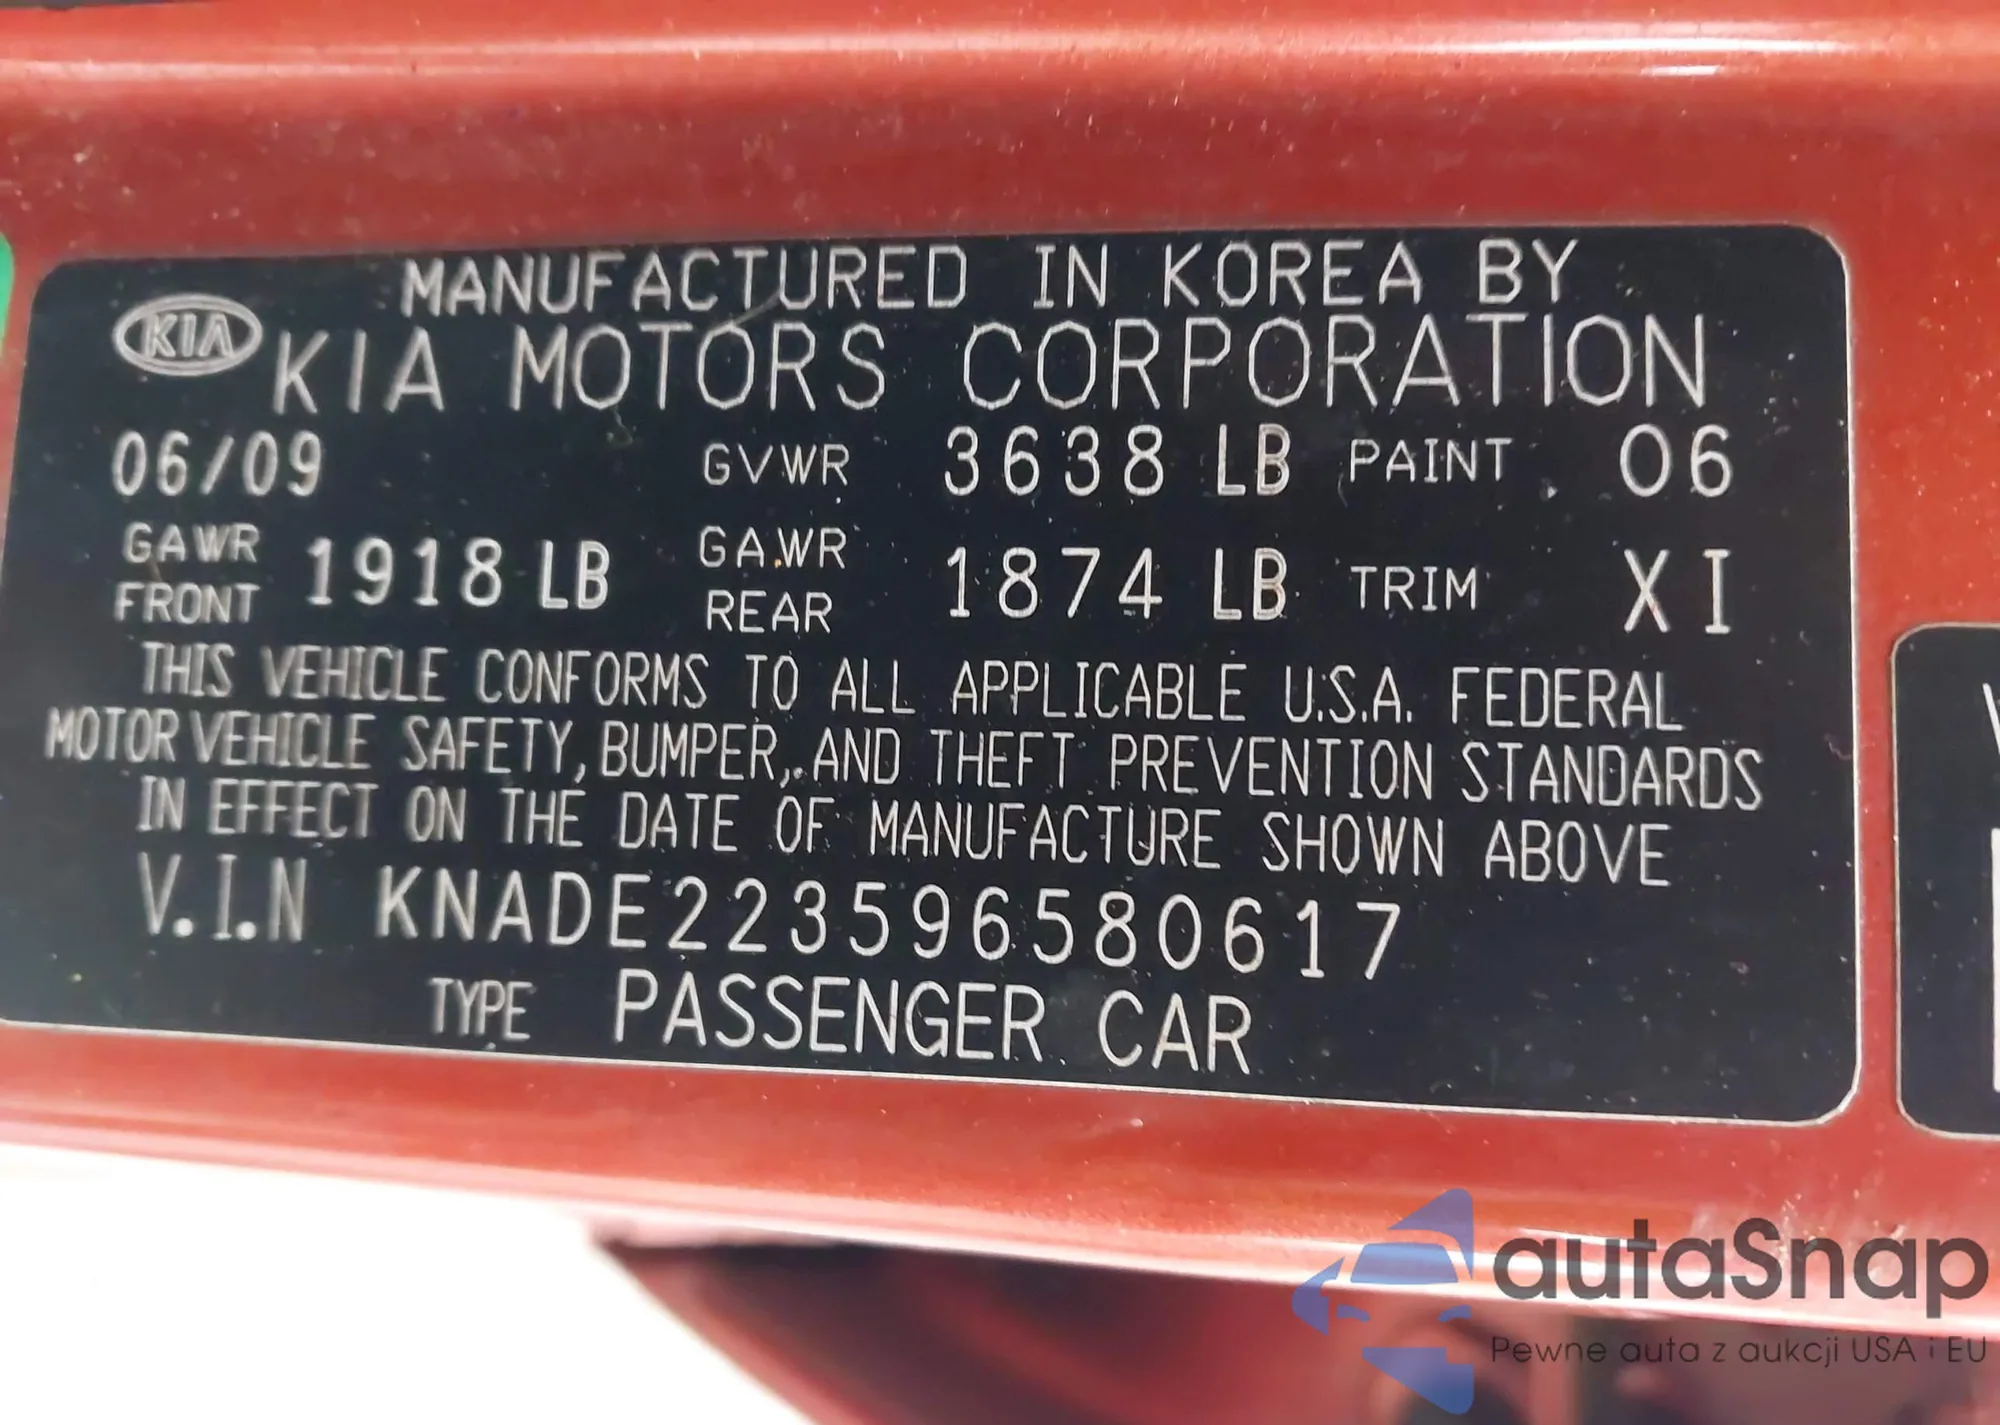 MANUFACTURED IN KOREA BY
KIA KIA MOTORS CORPORATION
06/09 GVWR 3638 LB PAINT 06
GAWR FRONT 1918 LB GAWR REAR 1874 LB TRIM XI
THIS VEHICLE CONFORMS TO ALL APPLICABLE U.S.A. FEDERAL
MOTOR VEHICLE SAFETY, BUMPER, AND THEFT PREVENTION STANDARDS
IN EFFECT ON THE DATE OF MANUFACTURE SHOWN ABOVE
V.I.N KNADE223596580617
TYPE PASSENGER CAR
autaSnap
Pewne auta z aukcji USA i EU